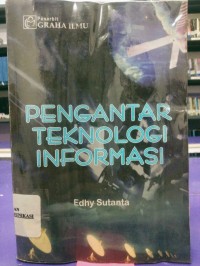 Penerbit
GRAHA ILMU
PENGANTAR
TEKNOLOGI
INFORMASI
Edhy Sutanta